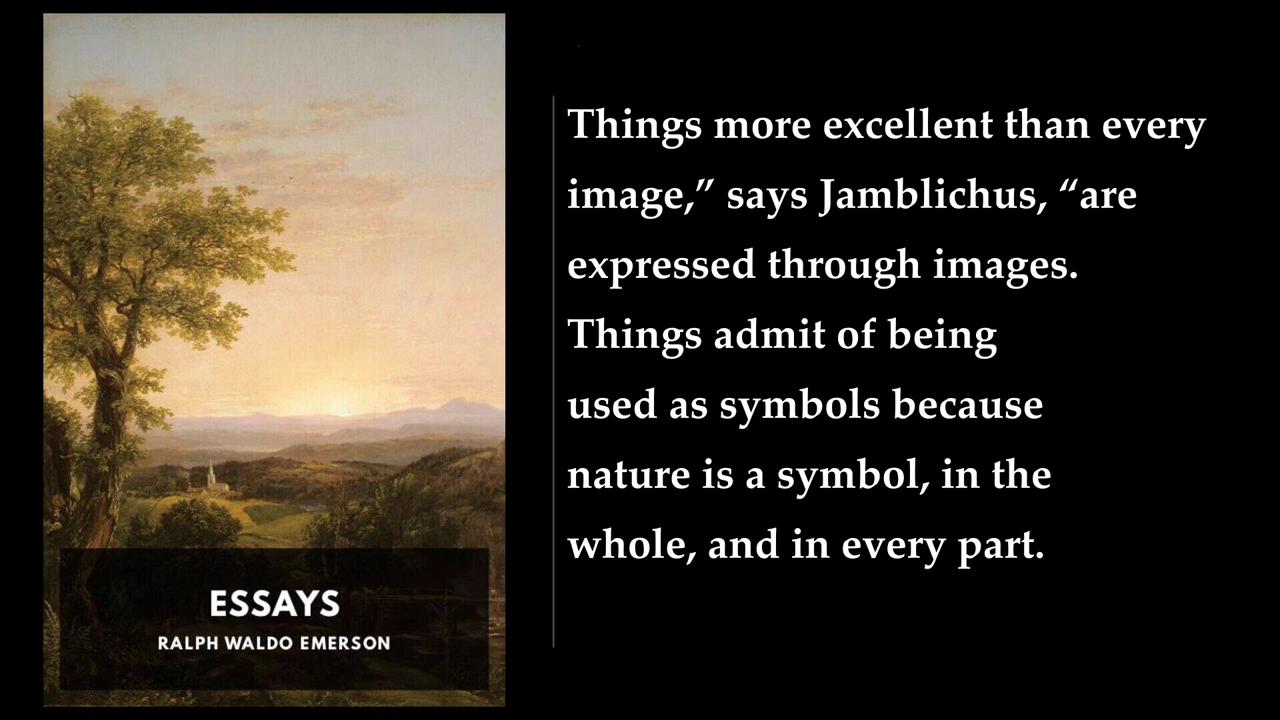 ESSAYS
RALPH WALDO EMERSON
Things more excellent than every
image,” says Jamblichus, “are
expressed through images.
Things admit of being
used as symbols because
nature is a symbol, in the
whole, and in every part.